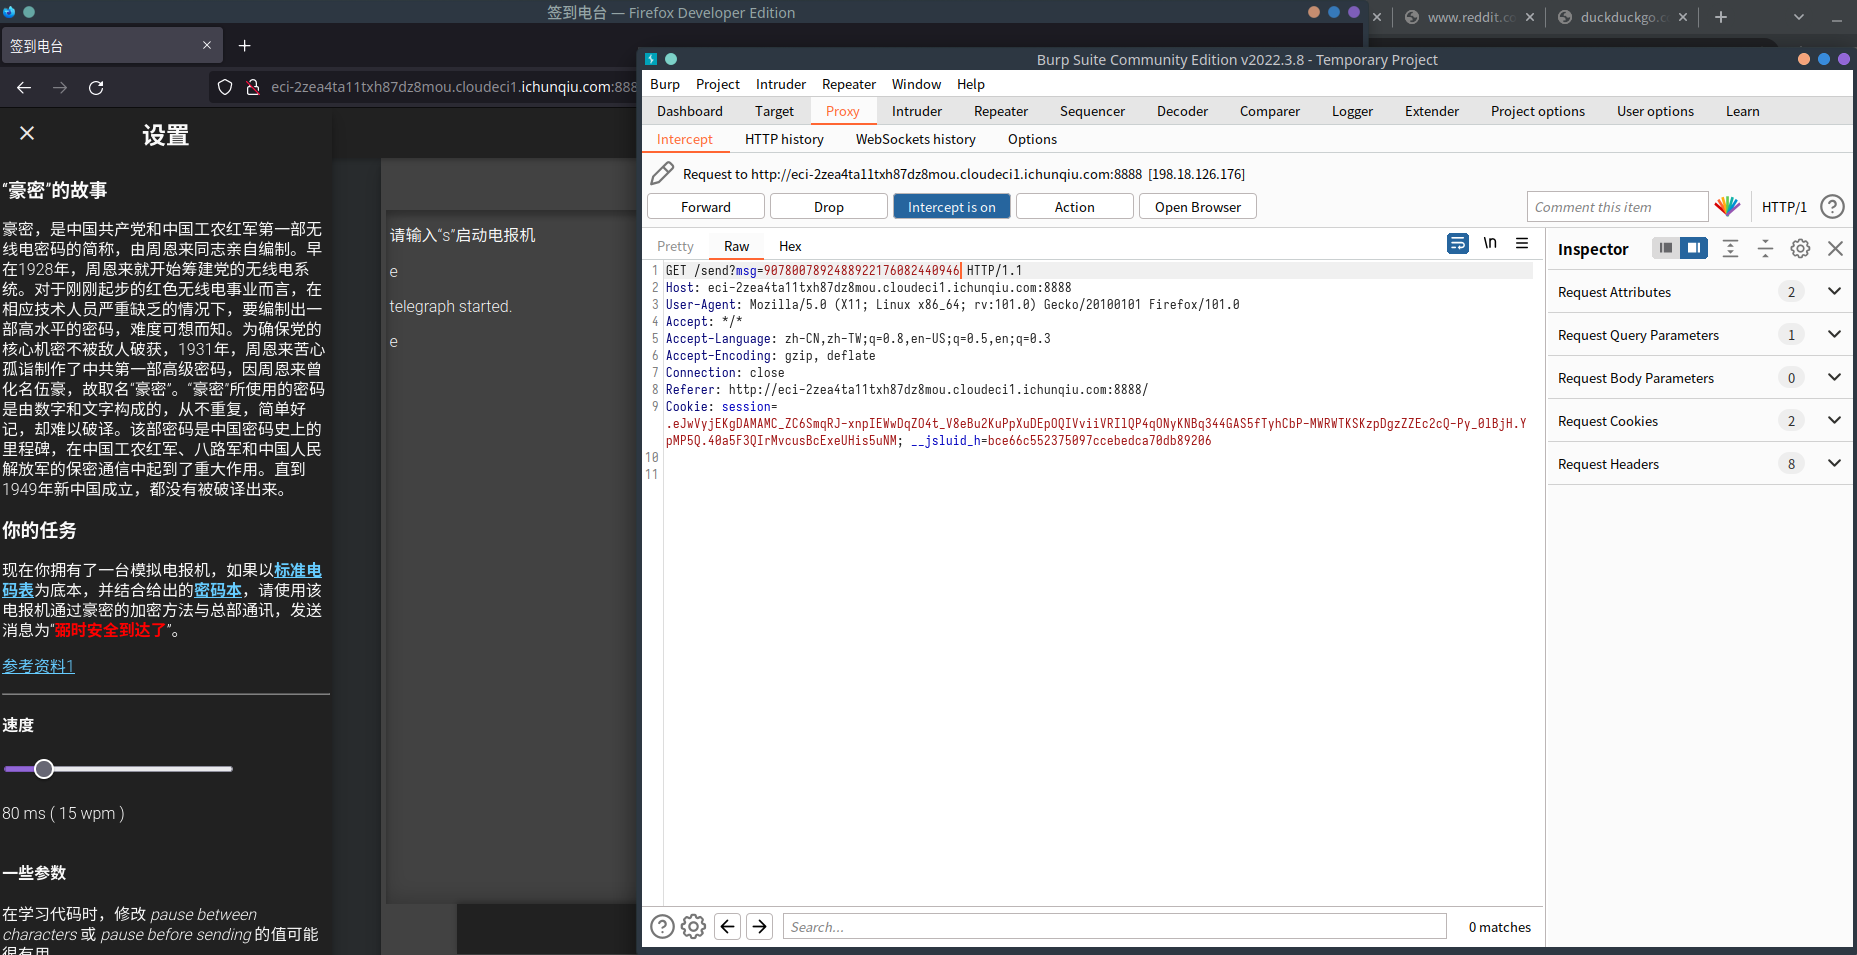 签到电台 — Firefox Developer Edition
签到电台
eci-2zea4ta11txh87dz8mou.cloudeci1.ichunqiu.com:888
www.reddit.co
duckduckgo.c
设置
“豪密”的故事
豪密，是中国共产党和中国工农红军第一部无
线电密码的简称，由周恩来同志亲自编制。早
在1928年，周恩来就开始筹建党的无线电系
统。对于刚刚起步的红色无线电事业而言，在
相应技术人员严重缺乏的情况下，要编制出一
部高水平的密码，难度可想而知。为确保党的
核心机密不被敌人破获，1931年，周恩来苦心
孤诣制作了中共第一部高级密码，因周恩来曾
化名伍豪，故取名“豪密”。“豪密”所使用的密码
是由数字和文字构成的，从不重复，简单好
记，却难以破译。该部密码是中国密码史上的
里程碑，在中国工农红军、八路军和中国人民
解放军的保密通信中起到了重大作用。直到
1949年新中国成立，都没有被破译出来。
你的任务
现在你拥有了一台模拟电报机，如果以标准电
码表为底本，并结合给出的密码本，请使用该
电报机通过豪密的加密方法与总部通讯，发送
消息为“弼时安全到达了”。
参考资料1
速度
80 ms ( 15 wpm )
一些参数
在学习代码时，修改 pause between
characters 或 pause before sending 的值可能
很有用
请输入“s”启动电报机
e
telegraph started.
e
Burp Suite Community Edition v2022.3.8 - Temporary Project
Burp Project Intruder Repeater Window Help
Dashboard Target Proxy Intruder Repeater Sequencer Decoder Comparer Logger Extender Project options User options Learn
Intercept HTTP history WebSockets history Options
Request to http://eci-2zea4ta11txh87dz8mou.cloudeci1.ichunqiu.com:8888 [198.18.126.176]
Forward Drop Intercept is on Action Open Browser Comment this item HTTP/1 ?
Pretty Raw Hex \n
1 GET /send?msg=9078007892488922176082440946 HTTP/1.1
2 Host: eci-2zea4ta11txh87dz8mou.cloudeci1.ichunqiu.com:8888
3 User-Agent: Mozilla/5.0 (X11; Linux x86_64; rv:101.0) Gecko/20100101 Firefox/101.0
4 Accept: */*
5 Accept-Language: zh-CN,zh-TW;q=0.8,en-US;q=0.5,en;q=0.3
6 Accept-Encoding: gzip, deflate
7 Connection: close
8 Referer: http://eci-2zea4ta11txh87dz8mou.cloudeci1.ichunqiu.com:8888/
9 Cookie: session=
.eJwVyjEKgDAMAMC_ZC6SmqRJ-xnpIEWwDqZO4t_V8eBu2KuPpXuDEpOQIVviiVRIlQP4qONyKNBq344GAS5fTyhCbP-MWRWTKSKzpDgzZZEc2cQ-Py_0lBjH.Y
pMP5Q.40a5F3QIrMvcusBcExeUHis5uNM; __jsluid_h=bce66c552375097ccebedca70db89206
10
11
Inspector
Request Attributes 2
Request Query Parameters 1
Request Body Parameters 0
Request Cookies 2
Request Headers 8
? Search... 0 matches